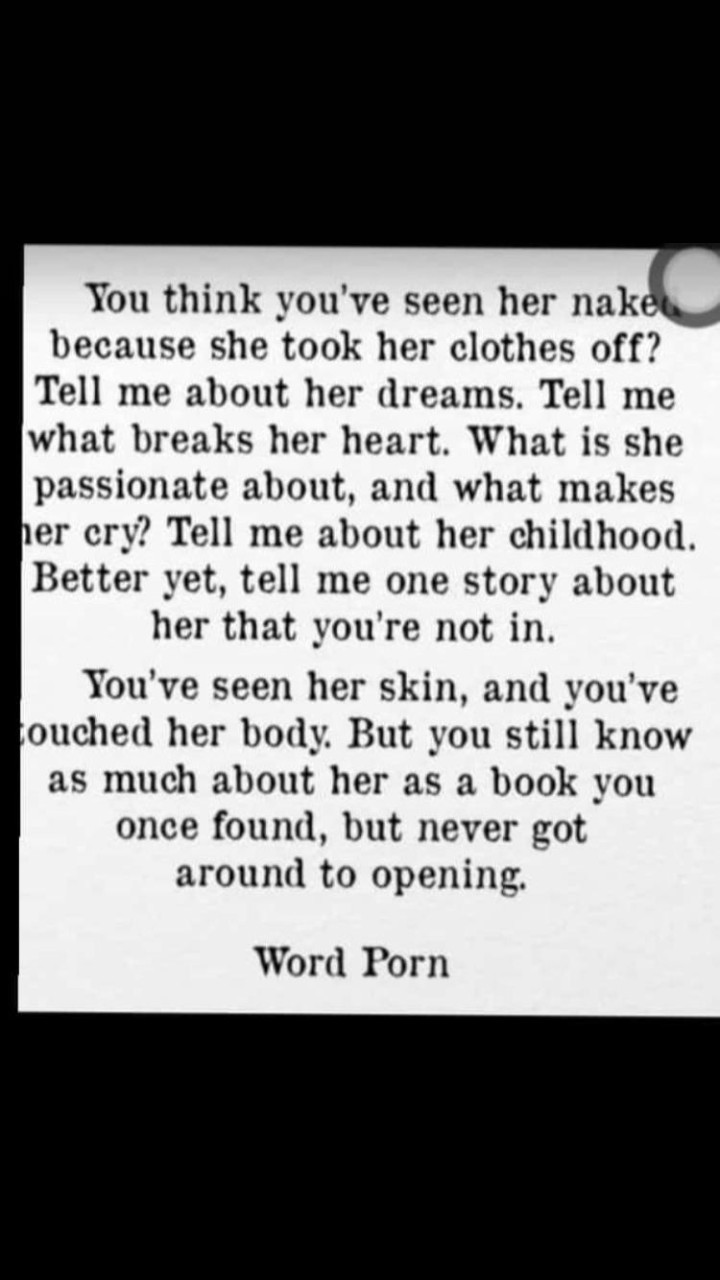 You think you've seen her naked
because she took her clothes off?
Tell me about her dreams. Tell me
what breaks her heart. What is she
passionate about, and what makes
her cry? Tell me about her childhood.
Better yet, tell me one story about
her that you're not in.
You've seen her skin, and you've
touched her body. But you still know
as much about her as a book you
once found, but never got
around to opening.
Word Porn